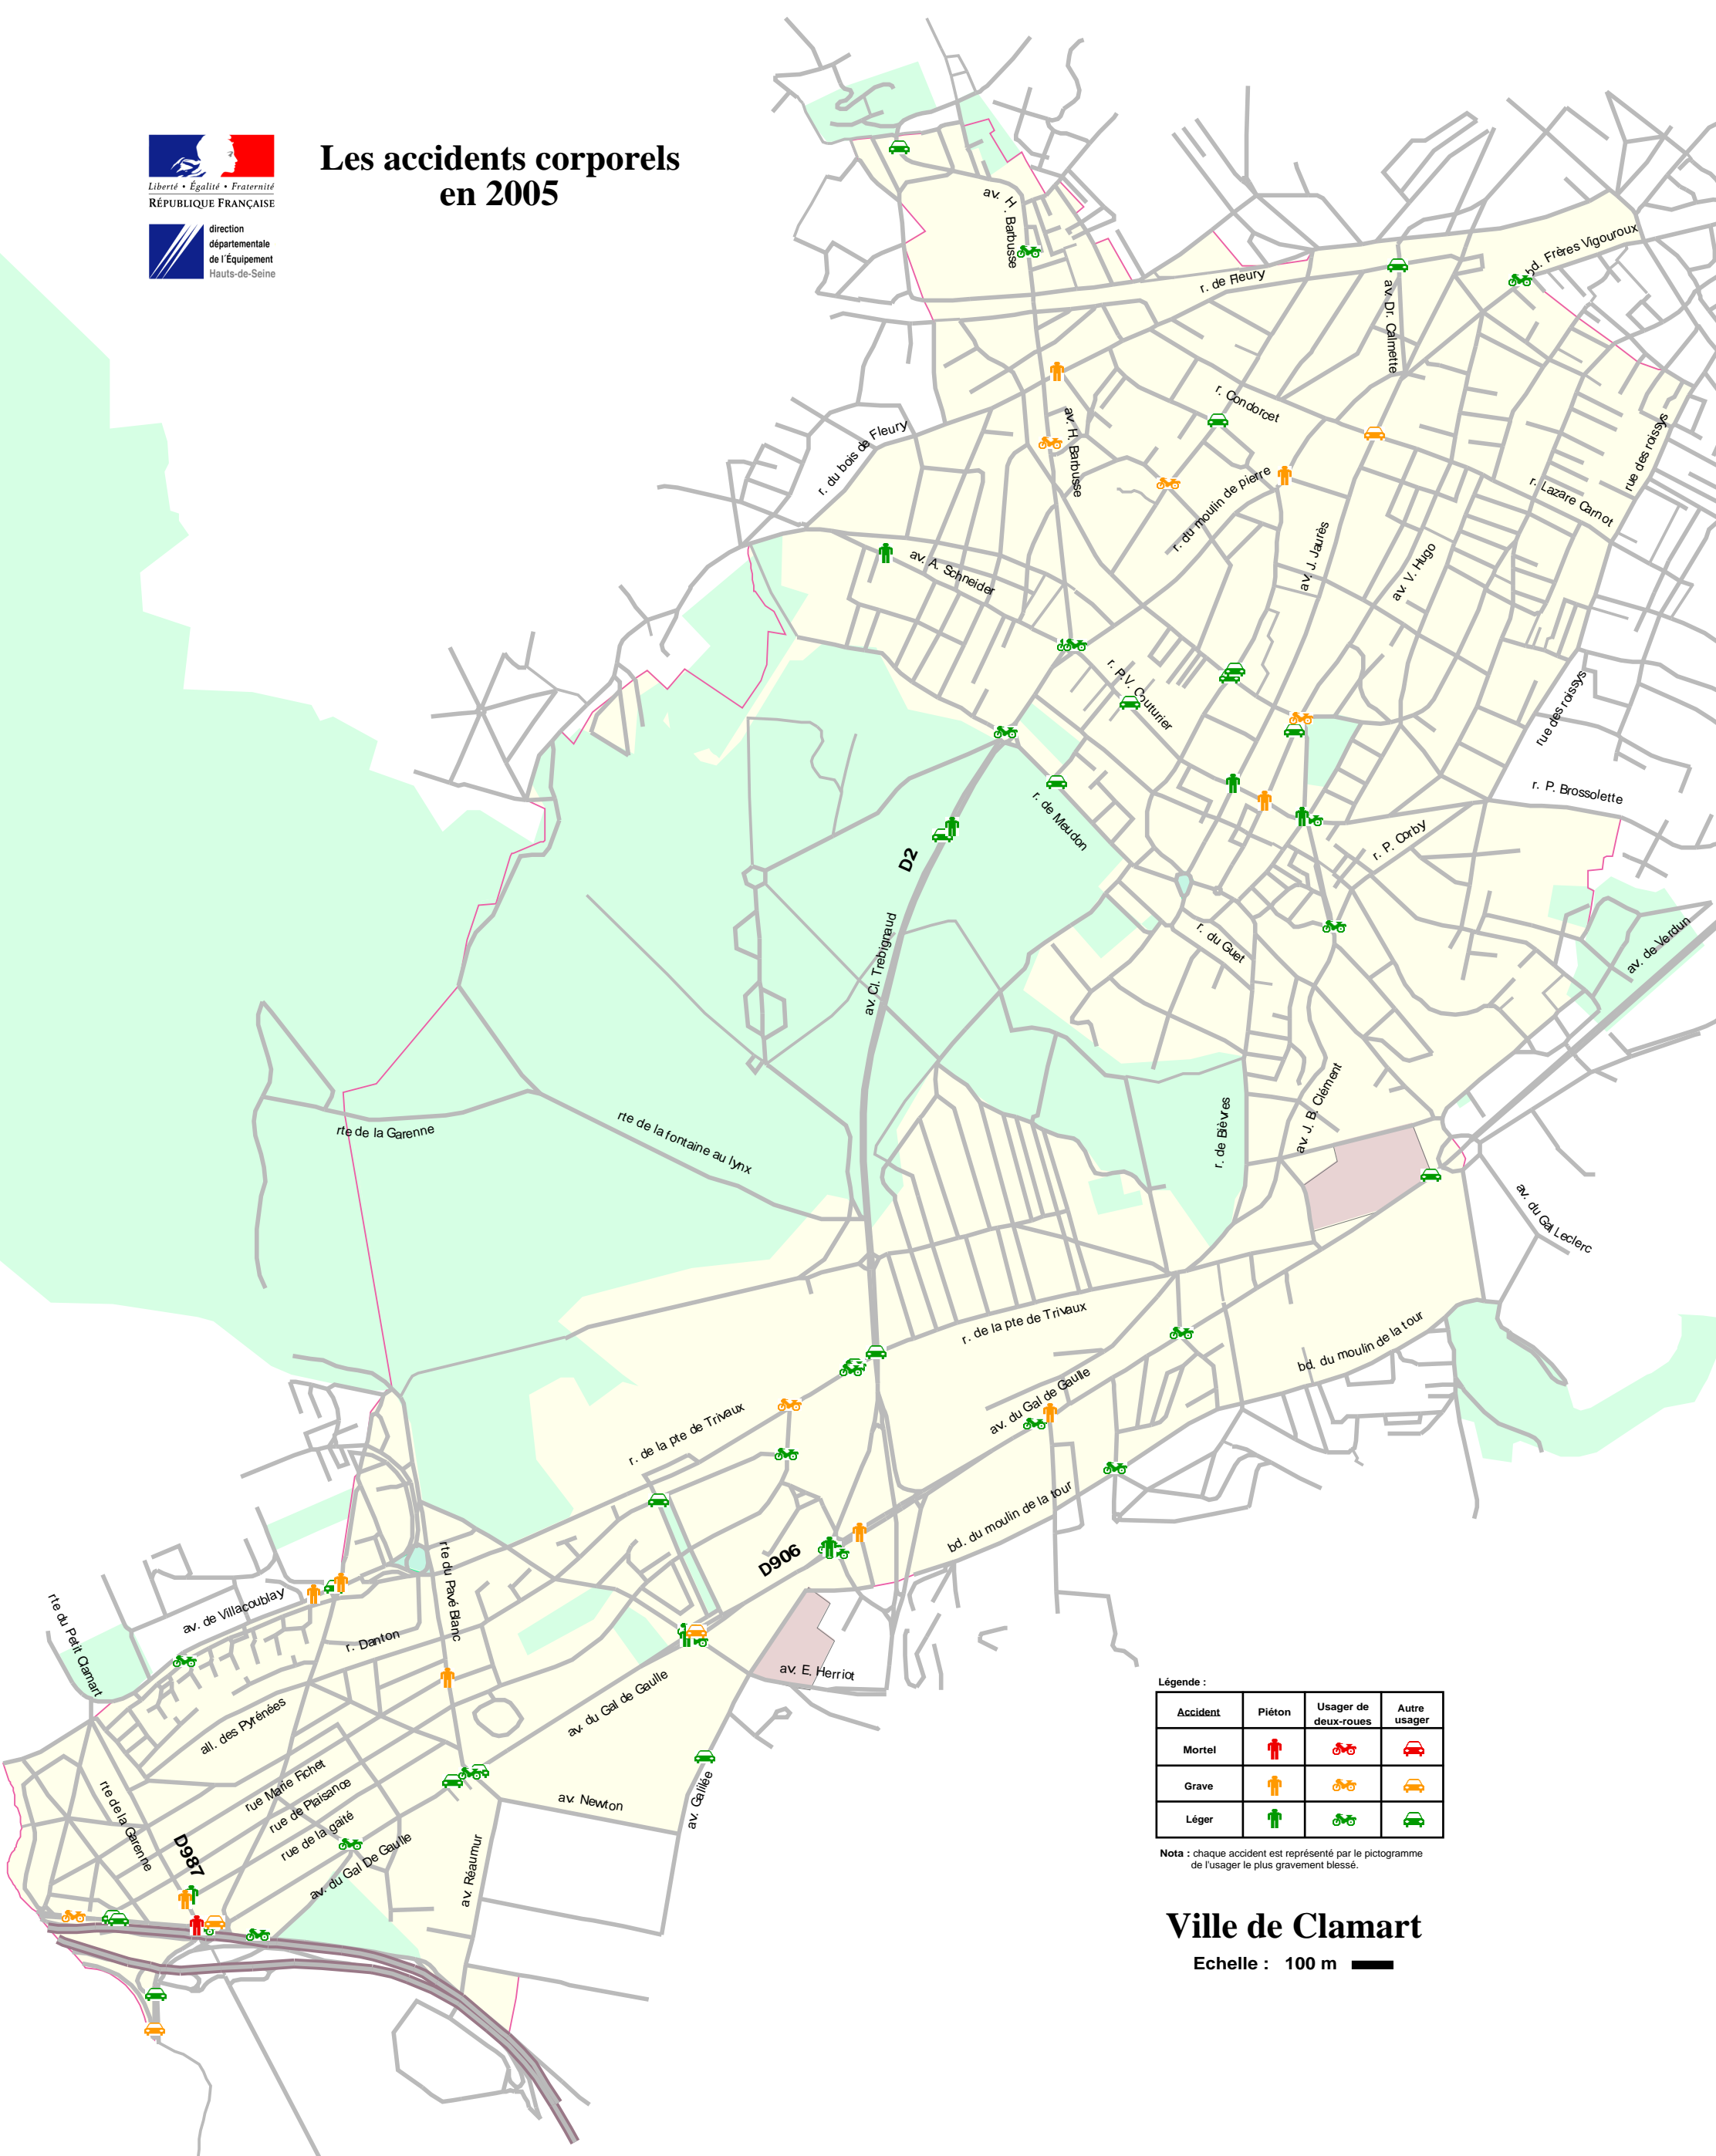 Liberté • Égalité • Fraternité
RÉPUBLIQUE FRANÇAISE
direction
départementale
de l'Équipement
Hauts-de-Seine
Les accidents corporels
en 2005
av. H. Barbusse
bd. Frères Vigouroux
r. de Fleury
av. Dr. Calmette
r. Condorcet
av. H. Barbusse
r. du bois de Fleury
rue des roissys
r. du moulin de pierre
r. Lazare Carnot
av. J. Jaurès
av. V. Hugo
av. A. Schneider
r. P.V. Couturier
rue des roissys
r. P. Brossolette
r. de Meudon
r. P. Corby
D2
av. Cl. Trebignaud
r. du Guet
av. de Verdun
rte de la Garenne
rte de la fontaine au lynx
r. de Bièvres
av. J. B. Clément
av. du Gal Leclerc
r. de la pte de Trivaux
bd. du moulin de la tour
av. du Gal de Gaulle
r. de la pte de Trivaux
bd. du moulin de la tour
D906
rte du Pavé Blanc
av. de Villacoublay
rte du Petit Clamart
r. Danton
av. E. Herriot
av. du Gal de Gaulle
all. des Pyrénées
rue Marie Fichet
rue de Plaisance
rue de la gaité
av. du Gal De Gaulle
rte de la Garenne
D987
av. Newton
av. Galilée
av. Réaumur
Légende :
Accident
Piéton
Usager de
deux-roues
Autre
usager
Mortel
Grave
Léger
Nota : chaque accident est représenté par le pictogramme
de l'usager le plus gravement blessé.
Ville de Clamart
Echelle : 100 m